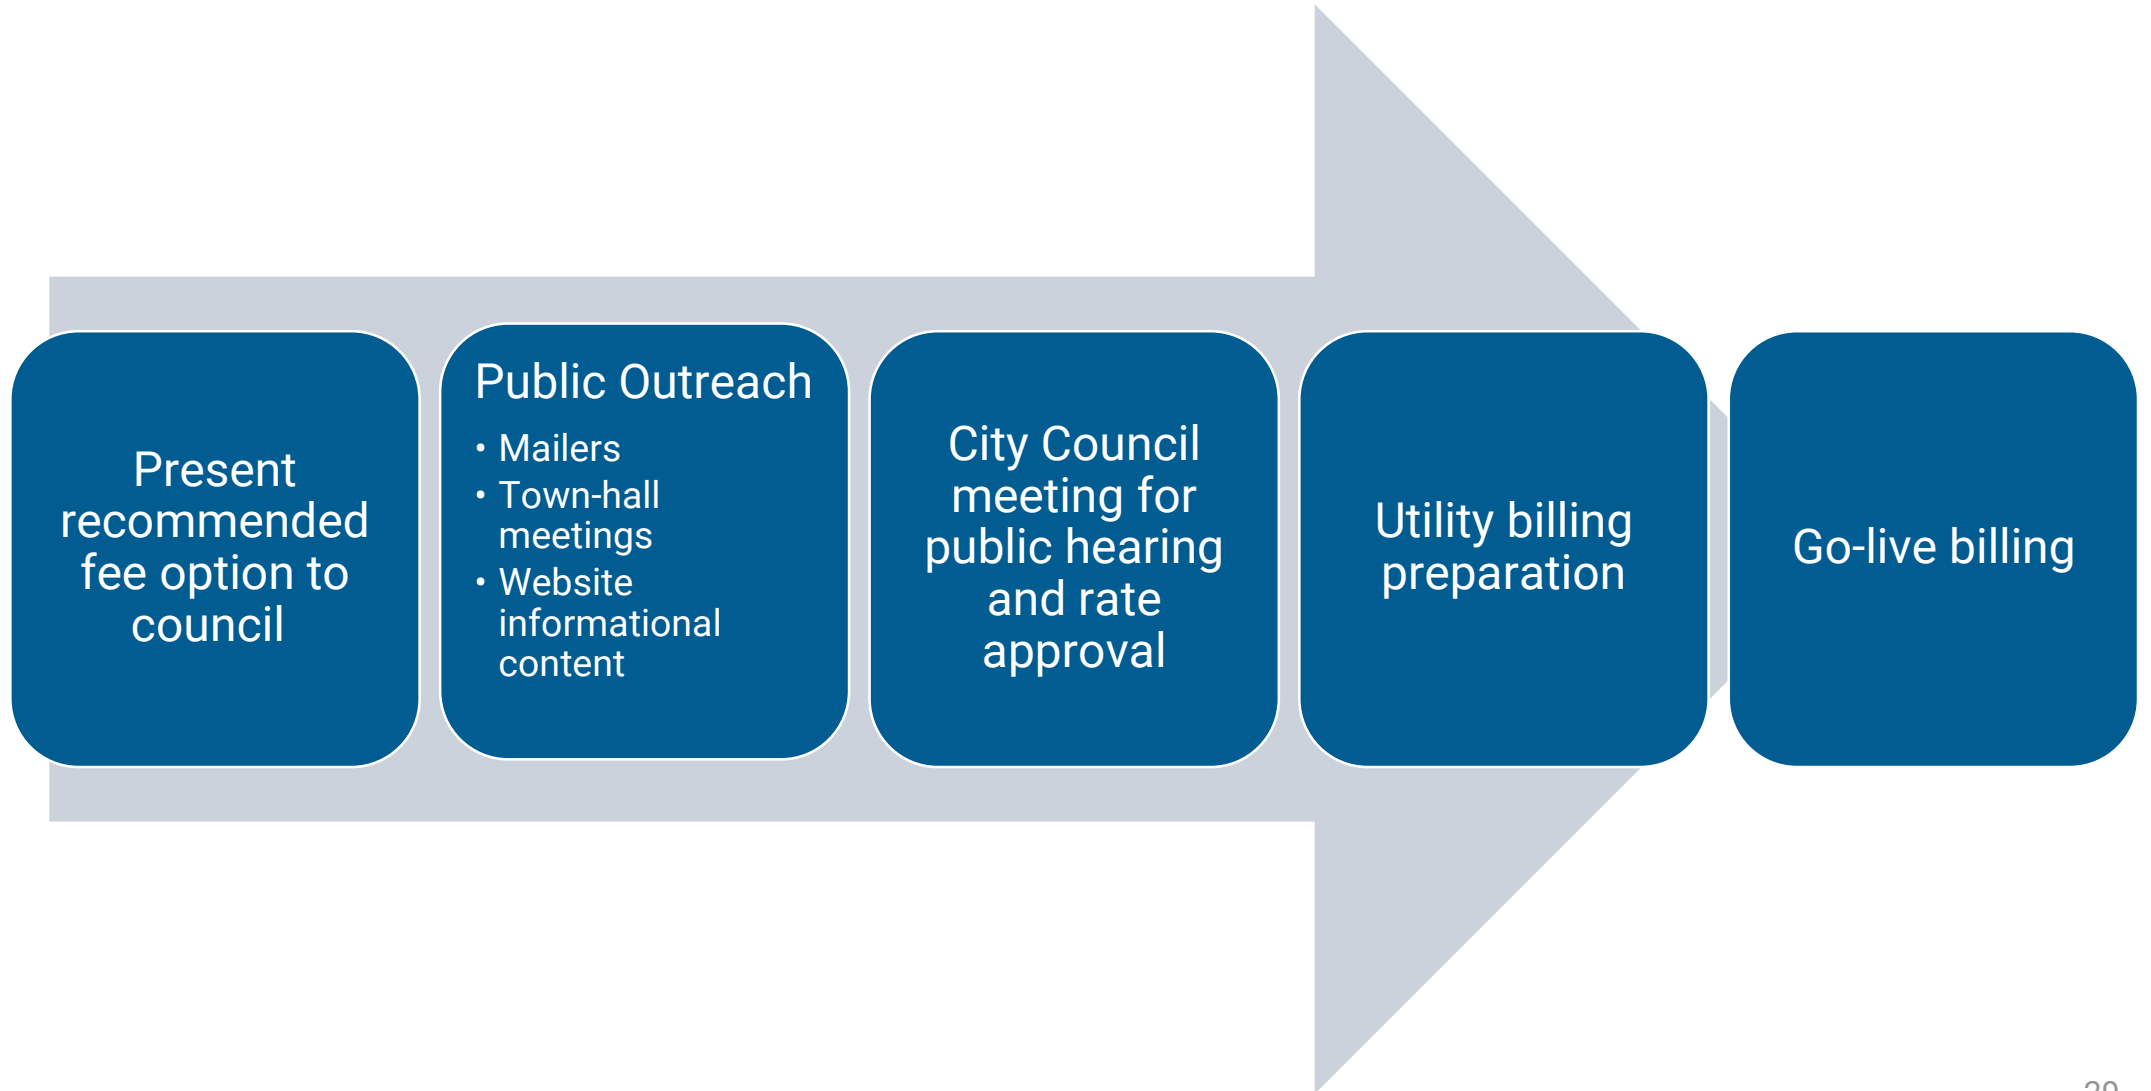 Present
recommended
fee option to
council
Public Outreach
• Mailers
• Town-hall
meetings
• Website
informational
content
City Council
meeting for
public hearing
and rate
approval
Utility billing
preparation
Go-live billing